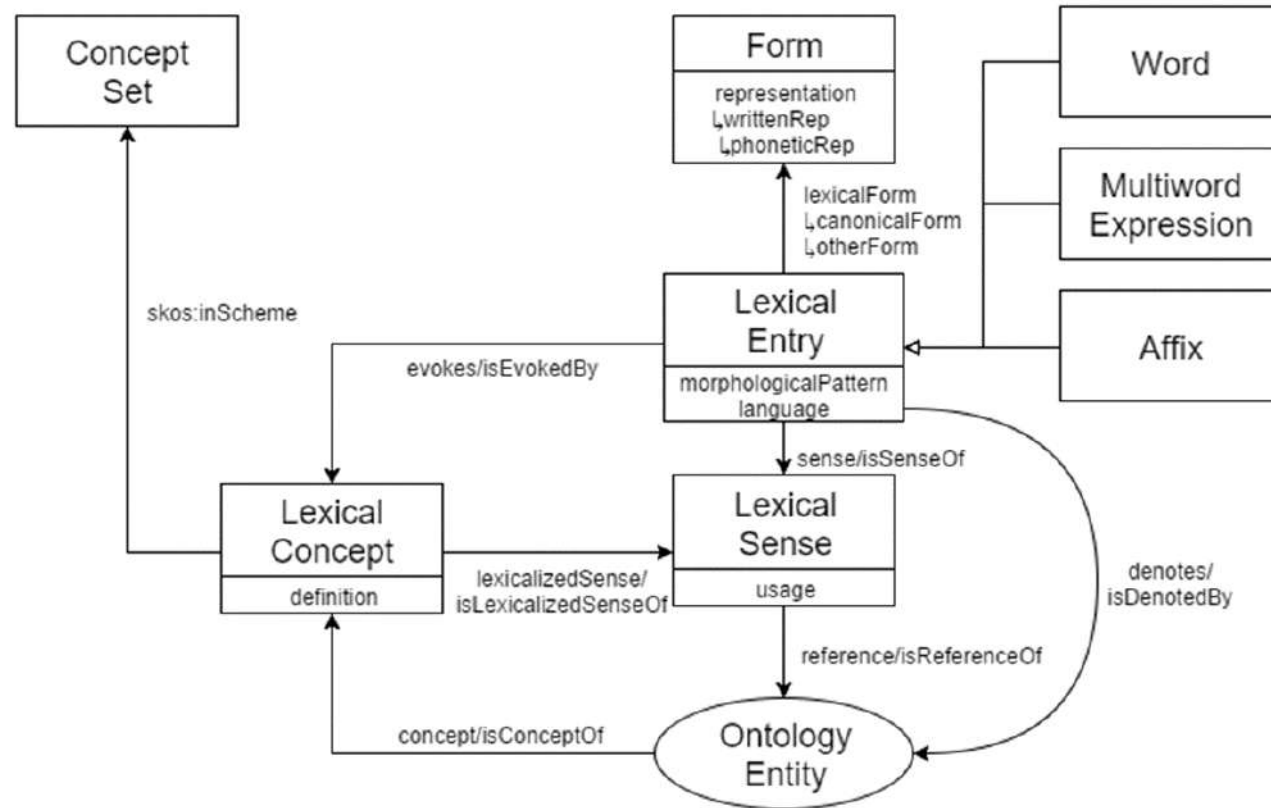 Concept
Set
Form
representation
↳writtenRep
↳phoneticRep
Word
Multiword
Expression
Affix
lexicalForm
↳canonicalForm
↳otherForm
skos:inScheme
Lexical
Entry
morphologicalPattern
language
evokes/isEvokedBy
sense/isSenseOf
Lexical
Concept
definition
lexicalizedSense/
isLexicalizedSenseOf
Lexical
Sense
usage
denotes/
isDenotedBy
reference/isReferenceOf
concept/isConceptOf
Ontology
Entity